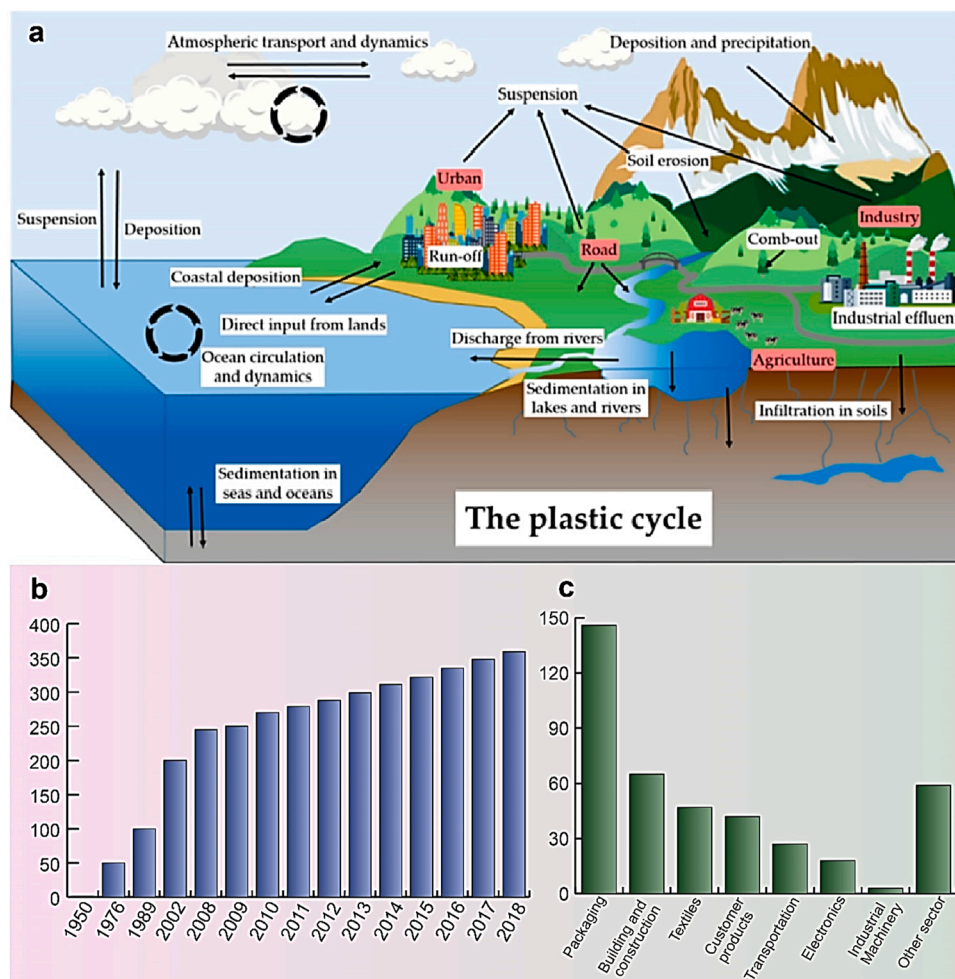 a
Atmospheric transport and dynamics
Deposition and precipitation
Suspension
Soil erosion
Urban
Industry
Suspension
Deposition
Road
Comb-out
Run-off
Coastal deposition
Industrial effluen
Direct input from lands
Discharge from rivers
Ocean circulation
and dynamics
Agriculture
Sedimentation in
lakes and rivers
Infiltration in soils
Sedimentation in
seas and oceans
The plastic cycle
b
400
350
300
250
200
150
100
50
0
1950
1976
1989
2002
2008
2009
2010
2011
2012
2013
2014
2015
2016
2017
2018
c
150
120
90
60
30
0
Packaging
Building and
construction
Textiles
Customer
products
Transportation
Electronics
Industrial
Machinery
Other sector